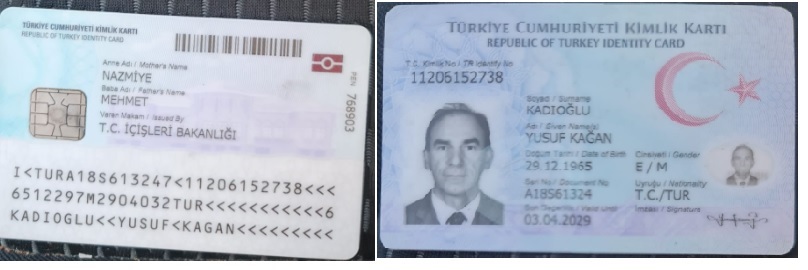 TÜRKİYE CUMHURİYETİ KİMLİK KARTI
REPUBLIC OF TURKEY IDENTITY CARD
Anne Adı / Mother's Name
NAZMİYE
Baba Adı / Father's Name
MEHMET
Veren Makam / Issued By
T.C. İÇİŞLERİ BAKANLIĞI
PEN 768903
I<TURA18S613247<11206152738<<<
6512297M2904032TUR<<<<<<<<<<<6
KADIOGLU<<YUSUF<KAGAN<<<<<<<<<
TÜRKİYE CUMHURİYETİ KİMLİK KARTI
REPUBLIC OF TURKEY IDENTITY CARD
T.C. Kimlik No / TR Identity No
11206152738
Soyadı / Surname
KADIOĞLU
Adı / Given Name(s)
YUSUF KAĞAN
Doğum Tarihi / Date of Birth Cinsiyeti / Gender
29.12.1965 E / M
Seri No / Document No Uyruğu / Nationality
A18S61324 T.C./TUR
Son Geçerlilik / Valid Until İmzası / Signature
03.04.2029